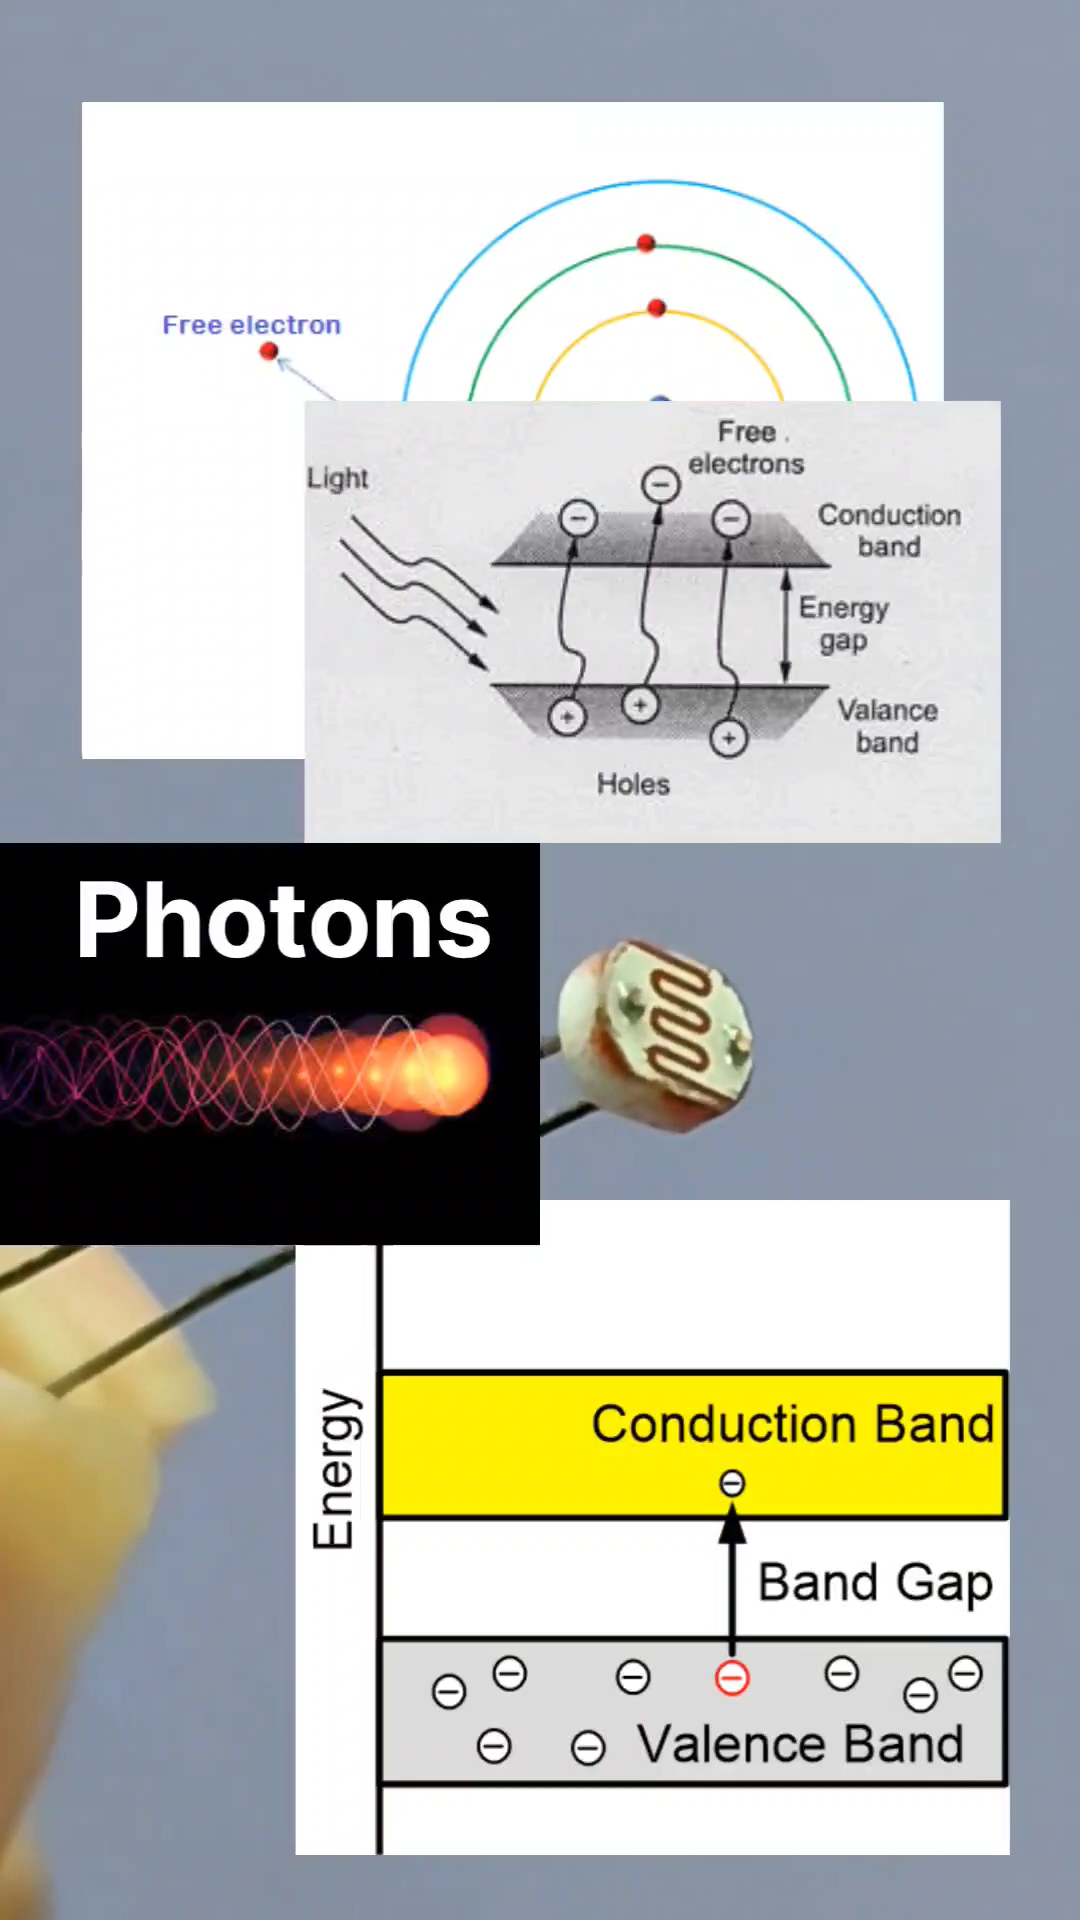 Free electron
Free .
electrons
Light
Conduction
band
Energy
gap
Valance
band
Holes
Photons
Energy
Conduction Band
Band Gap
Valence Band